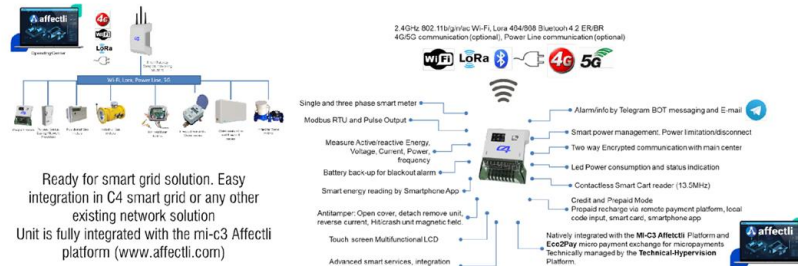 affectli
4G
WiFi
LoRa
Operating Center
Wi-Fi, Lora, Power Line, 5G
Ready for smart grid solution. Easy
integration in C4 smart grid or any other
existing network solution
Unit is fully integrated with the mi-c3 Affectli
platform (www.affectli.com)
2.4GHz 802.11b/g/n/ac Wi-Fi, Lora 484/868 Bluetooh 4.2 ER/BR
4G/5G communication (optional), Power Line communication (optional)
WiFi LoRa 4G 5G
Single and three phase smart meter
Modbus RTU and Pulse Output
Measure Active/reactive Energy,
Voltage, Current, Power,
frequency
Battery back-up for blackout alarm
Smart energy reading by Smartphone App
Antitamper: Open cover, detach remove unit,
reverse current, Hit/crash unit magnetic field.
Touch screen Multifunctional LCD
Advanced smart services, integration
C4
Alarm/info by Telegram BOT messaging and E-mail
Smart power management. Power limitation/disconnect
Two way Encrypted communication with main center
Led Power consumption and status indication
Contactless Smart Cart reader (13.5MHz)
Credit and Prepaid Mode
Prepaid recharge via remote payment platform, local
code input, smart card, smartphone app
Natively integrated with the MI-C3 Affetctli Platform and
Eco2Pay micro payment exchange for micropayments
Technically managed by the Technical-Hypervision
Platform.
affectli